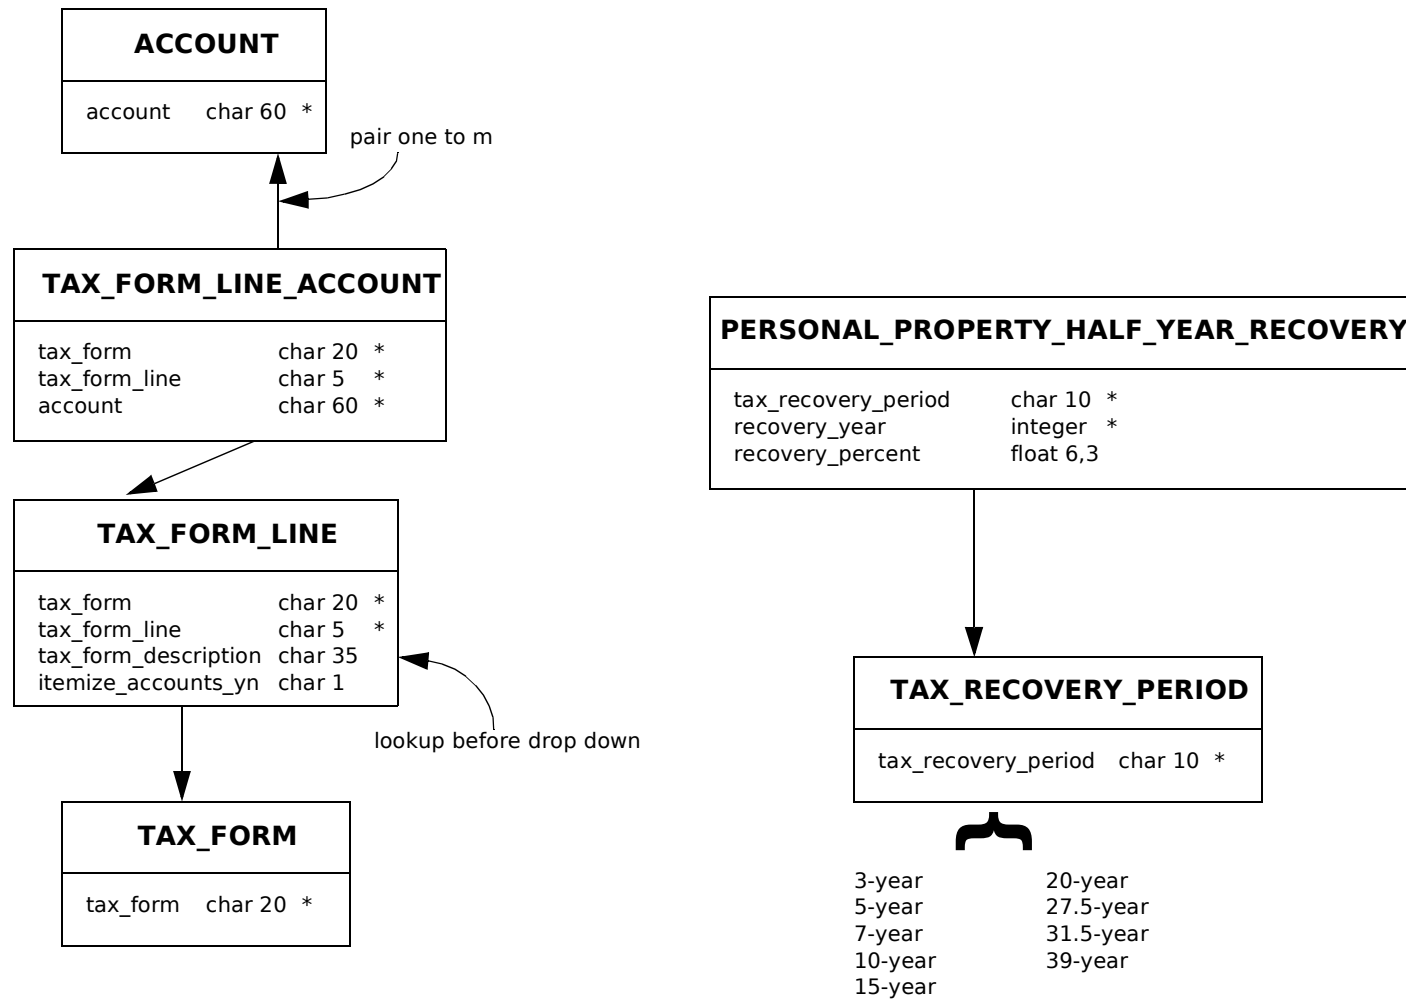 ACCOUNT
account char 60 *
pair one to m
TAX_FORM_LINE_ACCOUNT
tax_form char 20 *
tax_form_line char 5 *
account char 60 *
TAX_FORM_LINE
tax_form char 20 *
tax_form_line char 5 *
tax_form_description char 35
itemize_accounts_yn char 1
lookup before drop down
TAX_FORM
tax_form char 20 *
PERSONAL_PROPERTY_HALF_YEAR_RECOVERY
tax_recovery_period char 10 *
recovery_year integer *
recovery_percent float 6,3
TAX_RECOVERY_PERIOD
tax_recovery_period char 10 *
3-year
5-year
7-year
10-year
15-year
20-year
27.5-year
31.5-year
39-year